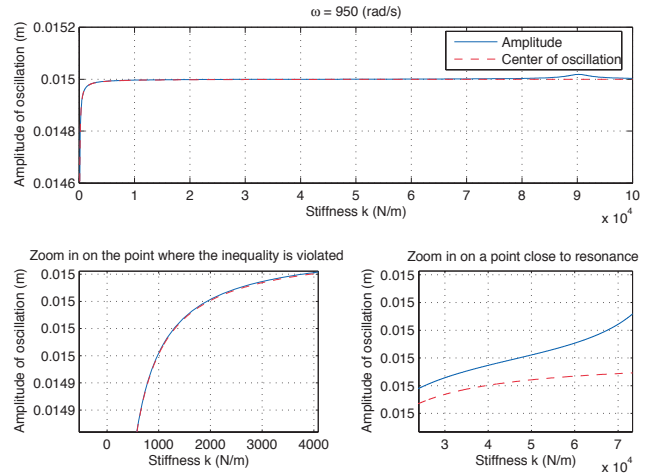 ω = 950 (rad/s)
Amplitude of oscillation (m)
0.0152
0.015
0.0148
0.0146
Amplitude
Center of oscillation
0 1 2 3 4 5 6 7 8 9 10
Stiffness k (N/m)
x 10^4
Zoom in on the point where the inequality is violated
Amplitude of oscillation (m)
0.015
0.015
0.015
0.0149
0.0149
0 1000 2000 3000 4000
Stiffness k (N/m)
Zoom in on a point close to resonance
Amplitude of oscillation (m)
0.015
0.015
0.015
0.015
0.015
0.015
3 4 5 6 7
Stiffness k (N/m)
x 10^4